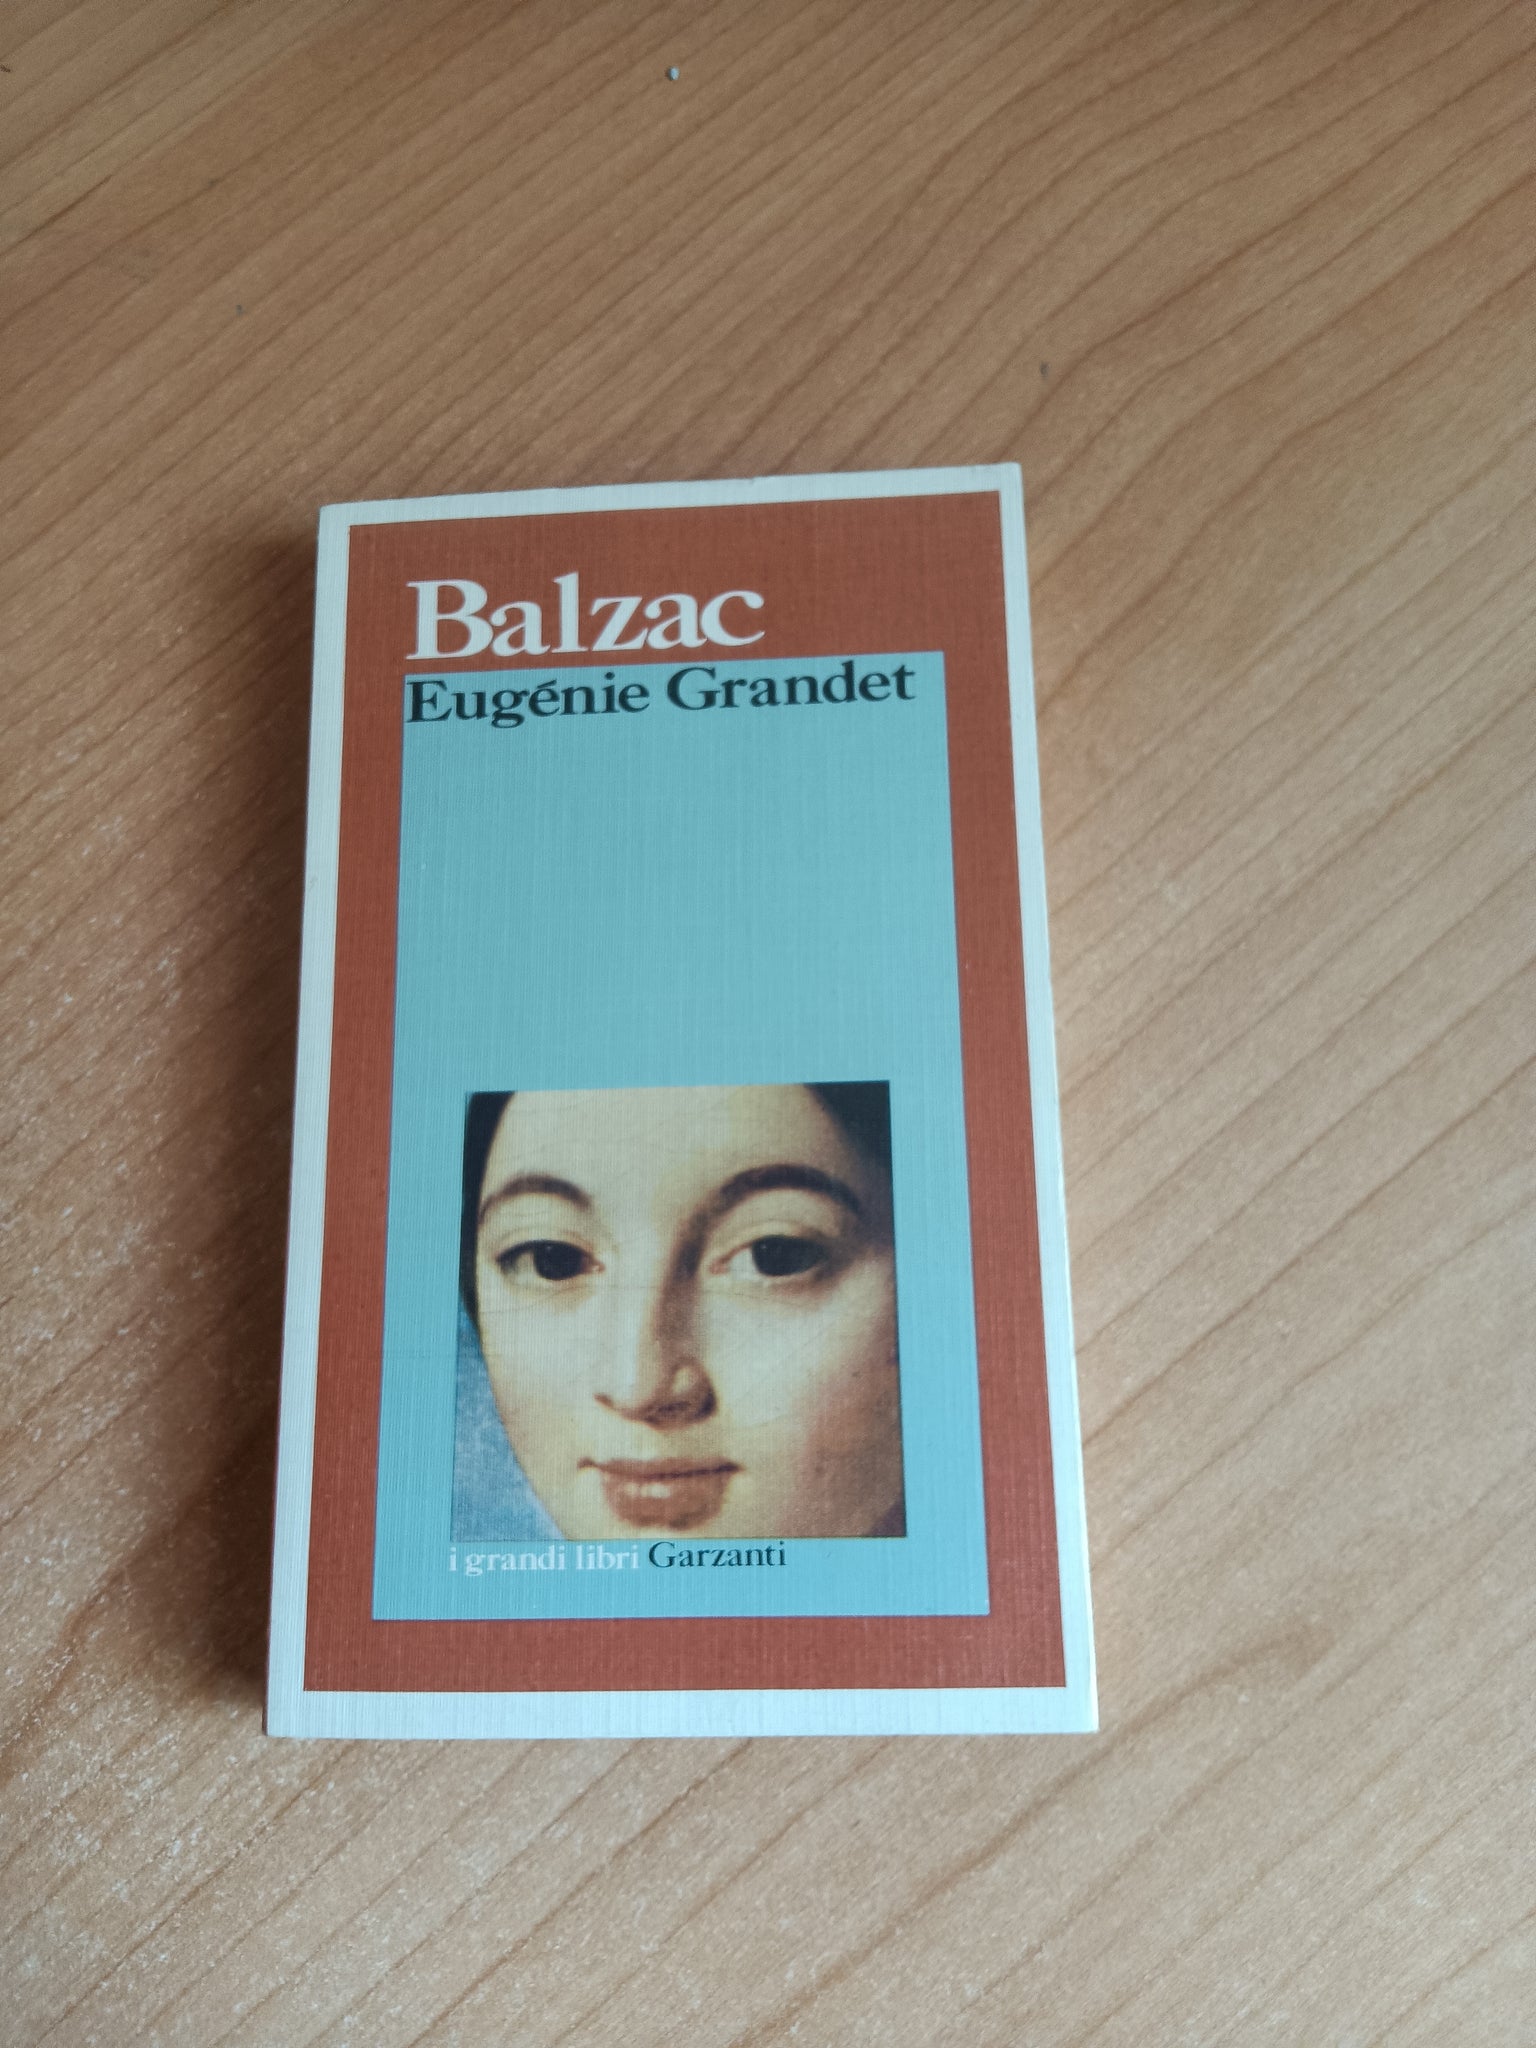 Balzac
Eugénie Grandet
i grandi libri Garzanti